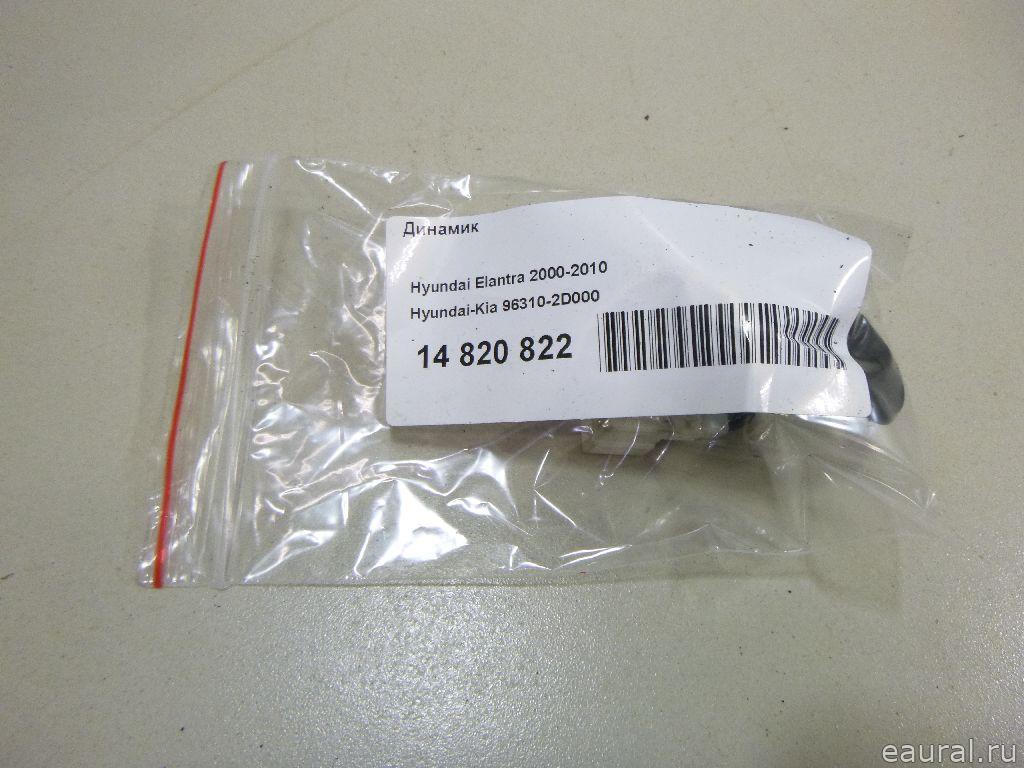 Динамик
Hyundai Elantra 2000-2010
Hyundai-Kia 96310-2D000
14 820 822
eaural.ru